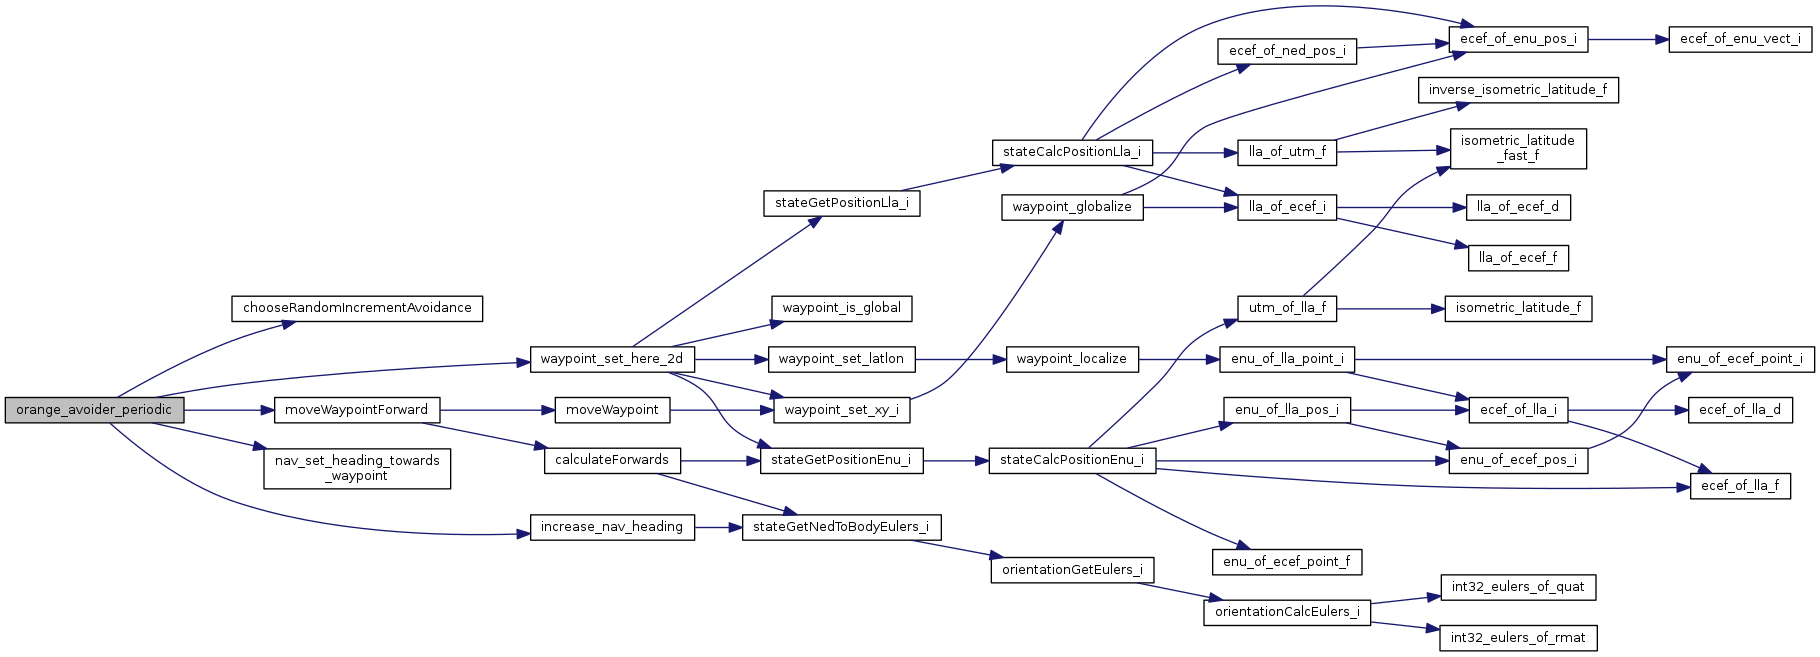 orange_avoider_periodic
chooseRandomIncrementAvoidance
waypoint_set_here_2d
moveWaypointForward
nav_set_heading_towards
_waypoint
increase_nav_heading
moveWaypoint
calculateForwards
stateGetPositionLla_i
waypoint_is_global
waypoint_set_latlon
waypoint_set_xy_i
stateGetPositionEnu_i
stateGetNedToBodyEulers_i
stateCalcPositionLla_i
waypoint_globalize
waypoint_localize
stateCalcPositionEnu_i
orientationGetEulers_i
ecef_of_ned_pos_i
lla_of_utm_f
lla_of_ecef_i
utm_of_lla_f
enu_of_lla_point_i
enu_of_lla_pos_i
enu_of_ecef_point_f
orientationCalcEulers_i
ecef_of_enu_pos_i
inverse_isometric_latitude_f
isometric_latitude
_fast_f
lla_of_ecef_d
lla_of_ecef_f
isometric_latitude_f
ecef_of_lla_i
enu_of_ecef_pos_i
int32_eulers_of_quat
int32_eulers_of_rmat
ecef_of_enu_vect_i
enu_of_ecef_point_i
ecef_of_lla_d
ecef_of_lla_f